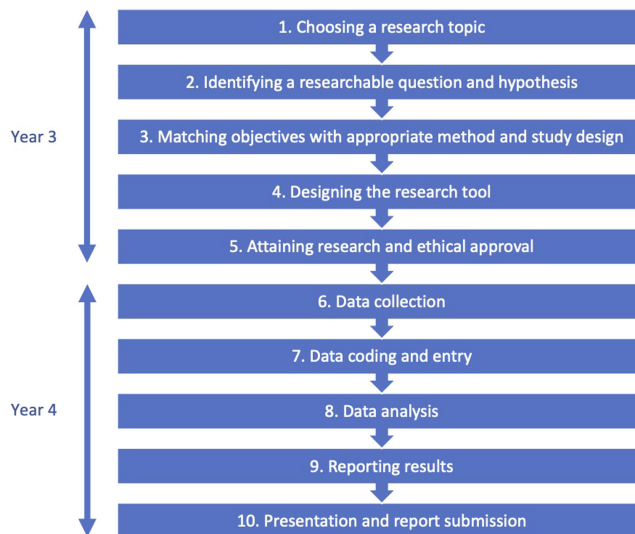 1. Choosing a research topic
2. Identifying a researchable question and hypothesis
Year 3
3. Matching objectives with appropriate method and study design
4. Designing the research tool
5. Attaining research and ethical approval
6. Data collection
7. Data coding and entry
Year 4
8. Data analysis
9. Reporting results
10. Presentation and report submission